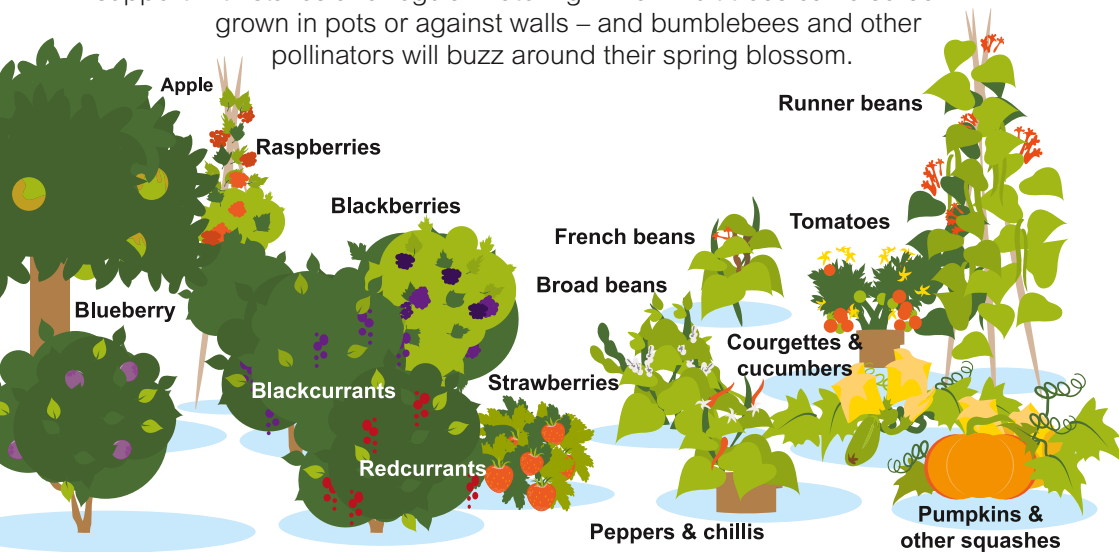 grown in pots or against walls – and bumblebees and other
pollinators will buzz around their spring blossom.
Apple
Raspberries
Blackberries
Runner beans
French beans
Tomatoes
Broad beans
Blueberry
Courgettes &
cucumbers
Blackcurrants
Strawberries
Redcurrants
Peppers & chillis
Pumpkins &
other squashes